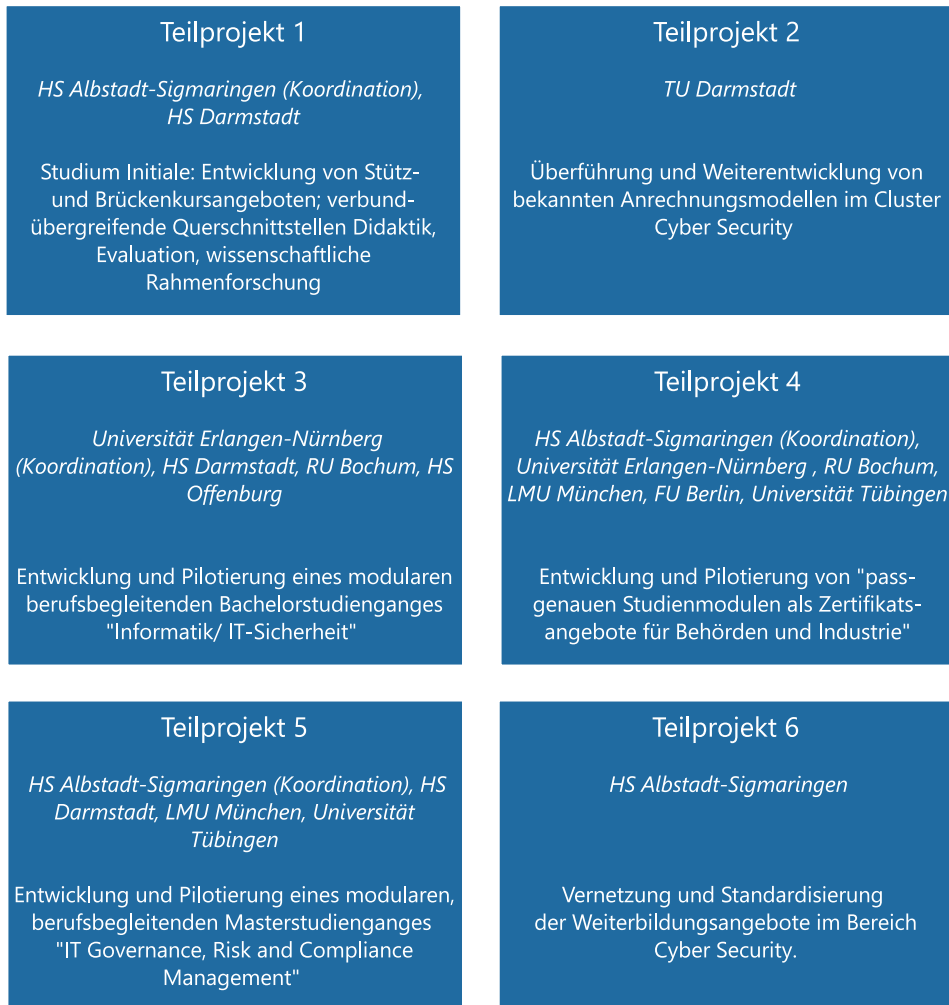 Teilprojekt 1
HS Albstadt-Sigmaringen (Koordination),
HS Darmstadt
Studium Initiale: Entwicklung von Stütz-
und Brückenkursangeboten; verbund-
übergreifende Querschnittstellen Didaktik,
Evaluation, wissenschaftliche
Rahmenforschung
Teilprojekt 2
TU Darmstadt
Überführung und Weiterentwicklung von
bekannten Anrechnungsmodellen im Cluster
Cyber Security
Teilprojekt 3
Universität Erlangen-Nürnberg
(Koordination), HS Darmstadt, RU Bochum, HS
Offenburg
Entwicklung und Pilotierung eines modularen
berufsbegleitenden Bachelorstudienganges
"Informatik/ IT-Sicherheit"
Teilprojekt 4
HS Albstadt-Sigmaringen (Koordination),
Universität Erlangen-Nürnberg , RU Bochum,
LMU München, FU Berlin, Universität Tübingen
Entwicklung und Pilotierung von "pass-
genauen Studienmodulen als Zertifikats-
angebote für Behörden und Industrie"
Teilprojekt 5
HS Albstadt-Sigmaringen (Koordination), HS
Darmstadt, LMU München, Universität
Tübingen
Entwicklung und Pilotierung eines modularen,
berufsbegleitenden Masterstudienganges
"IT Governance, Risk and Compliance
Management"
Teilprojekt 6
HS Albstadt-Sigmaringen
Vernetzung und Standardisierung
der Weiterbildungsangebote im Bereich
Cyber Security.